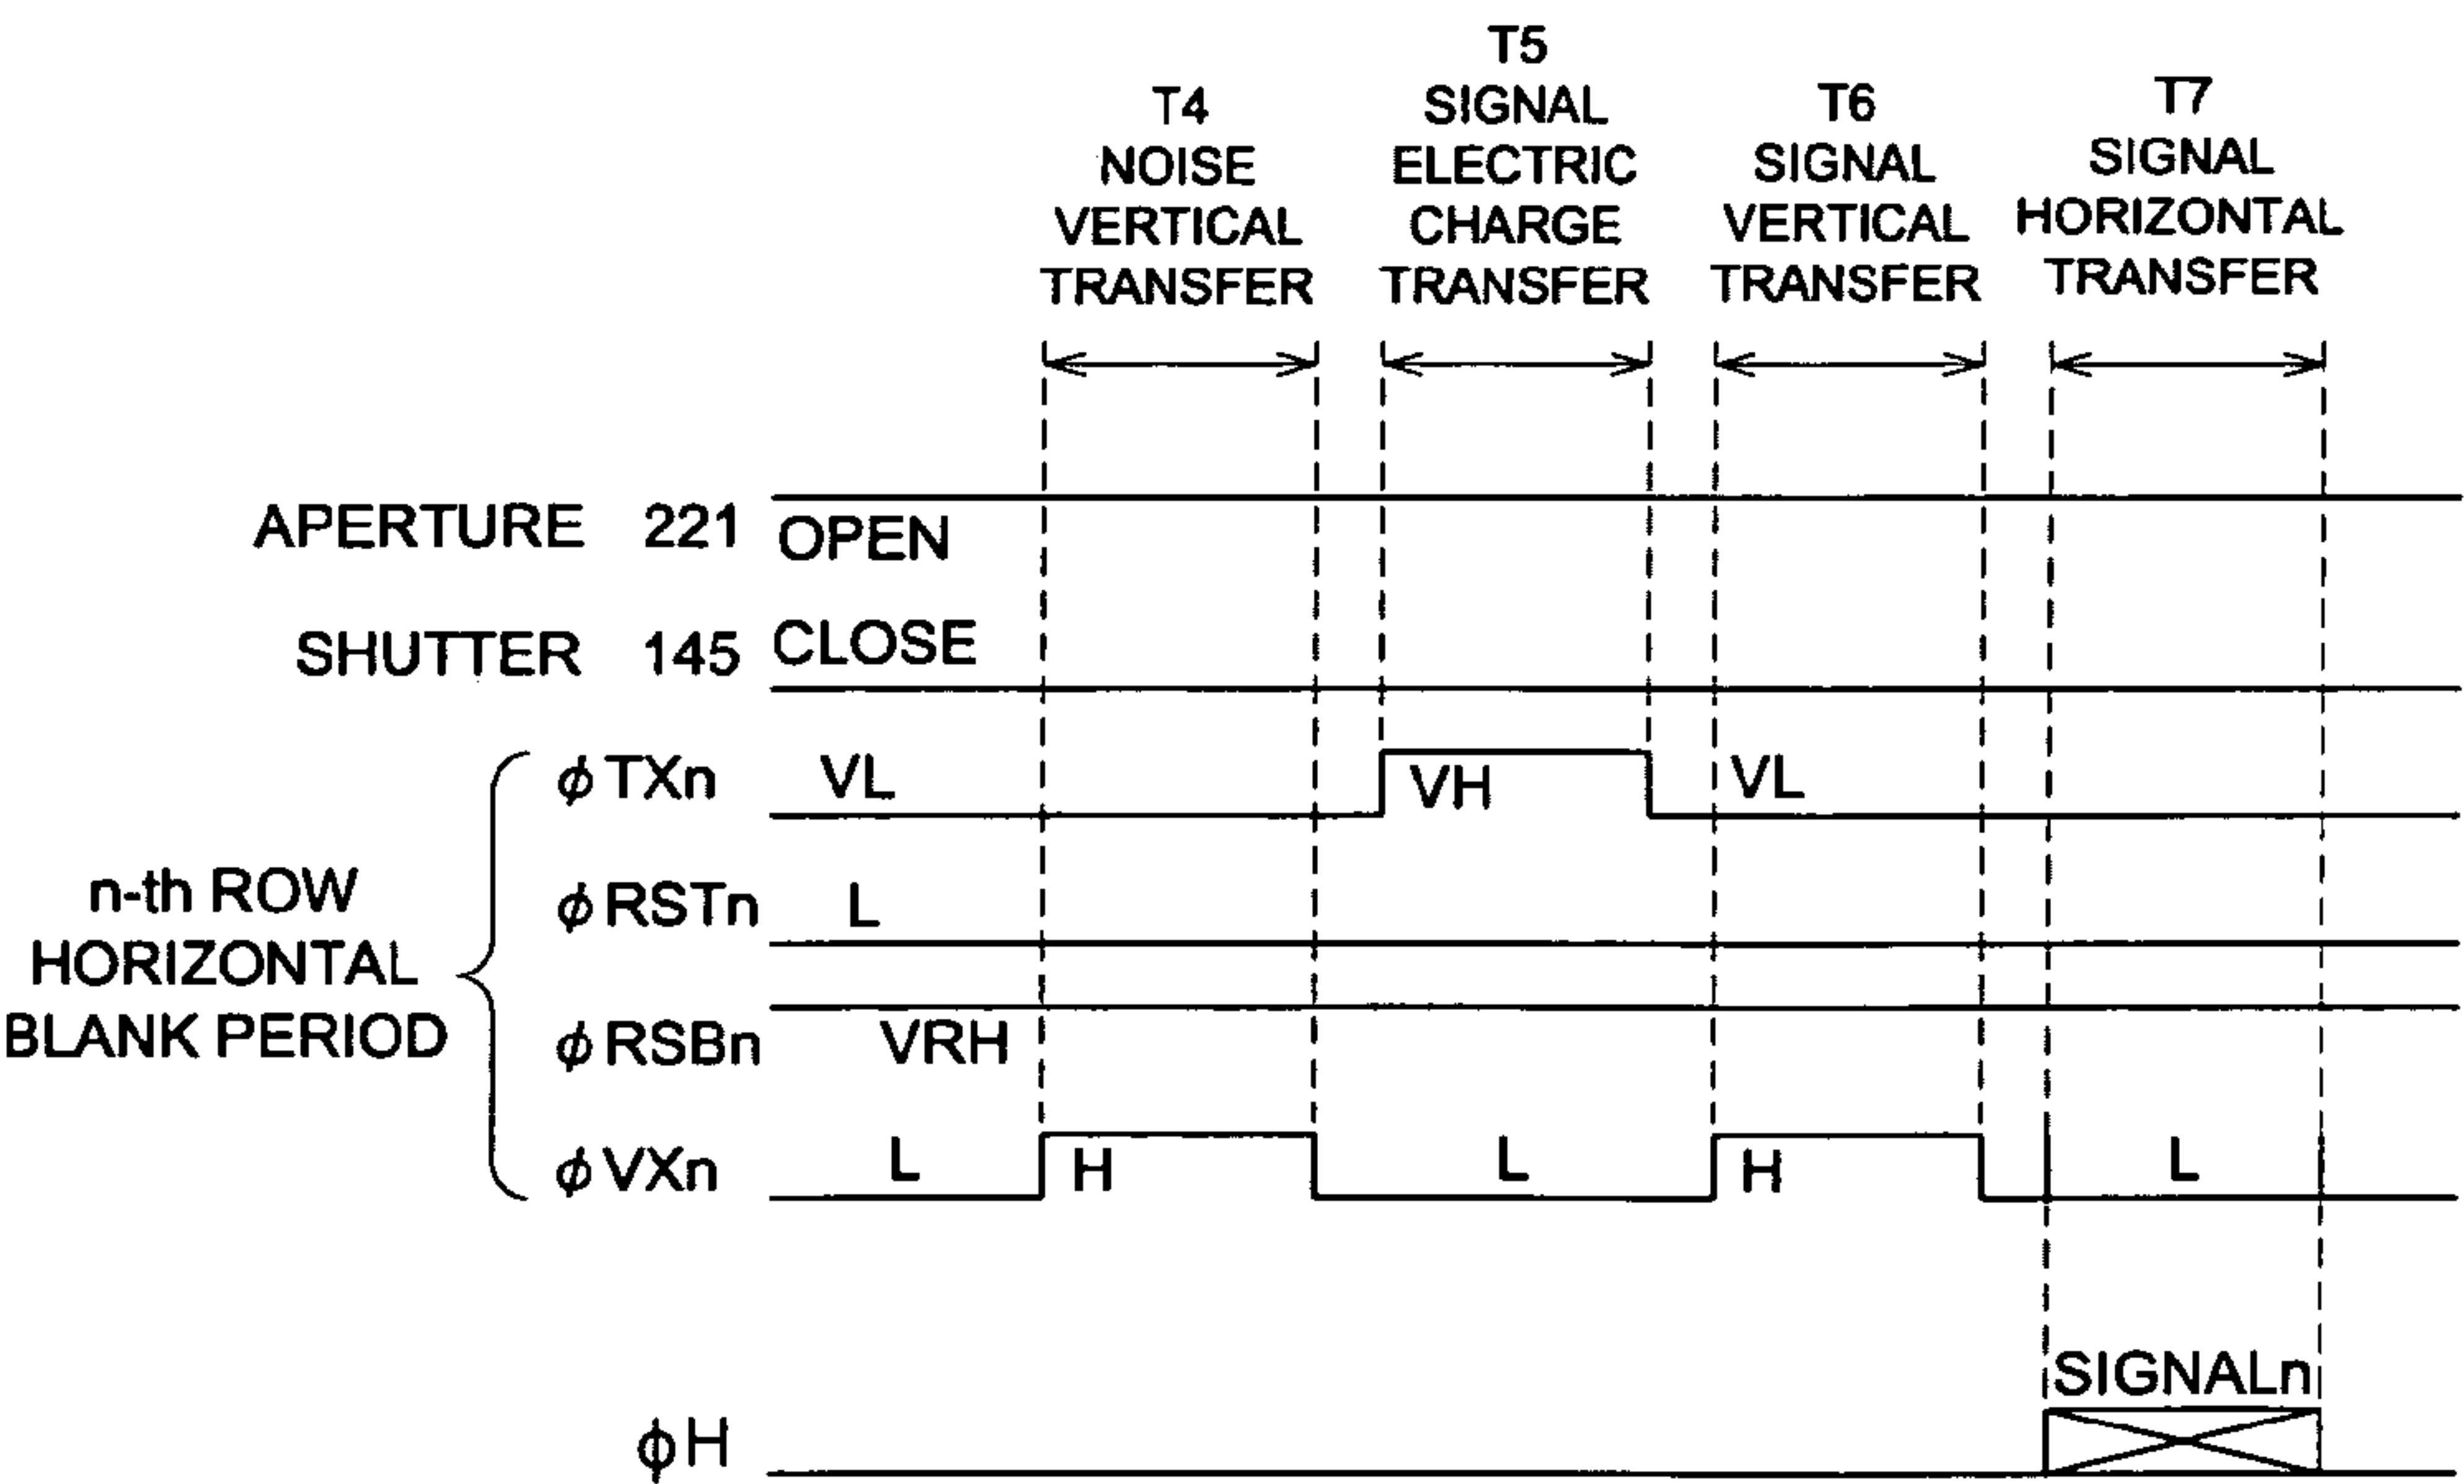 T4
NOISE
VERTICAL
TRANSFER
T5
SIGNAL
ELECTRIC
CHARGE
TRANSFER
T6
SIGNAL
VERTICAL
TRANSFER
T7
SIGNAL
HORIZONTAL
TRANSFER
APERTURE 221 OPEN
SHUTTER 145 CLOSE
n-th ROW
HORIZONTAL
BLANK PERIOD
ϕTXn VL VH VL
ϕRSTn L
ϕRSBn VRH
ϕVXn L H L H L
SIGNALn
ϕH